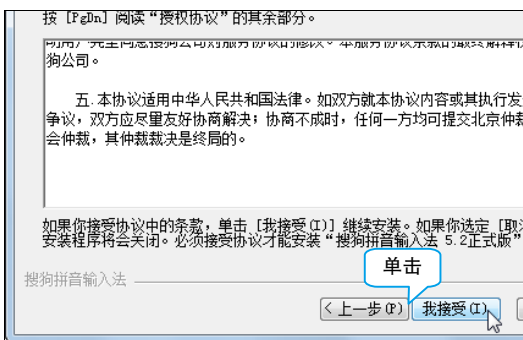 按 [PgDn] 阅读“授权协议”的其余部分。
狗公司。
五.本协议适用中华人民共和国法律。如双方就本协议内容或其执行发
争议，双方应尽量友好协商解决；协商不成时，任何一方均可提交北京仲裁
会仲裁，其仲裁裁决是终局的。
如果你接受协议中的条款，单击 [我接受(I)] 继续安装。如果你选定 [取
安装程序将会关闭。必须接受协议才能安装“搜狗拼音输入法 5.2正式版”
单击
搜狗拼音输入法
<上一步(P)
我接受(I)